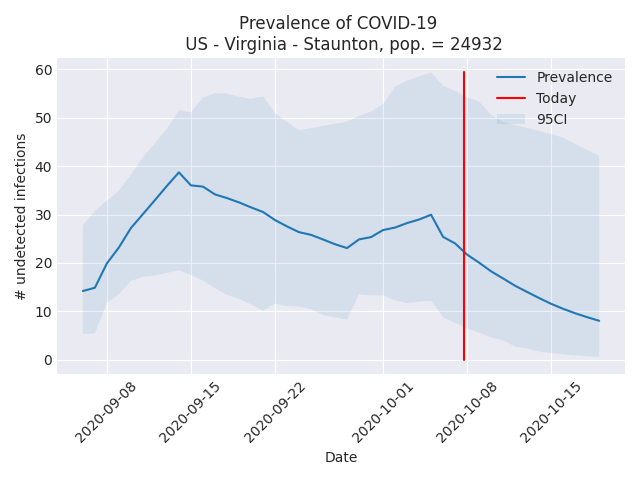 Prevalence of COVID-19
US - Virginia - Staunton, pop. = 24932
Prevalence
Today
95CI
# undetected infections
60
50
40
30
20
10
0
2020-09-08
2020-09-15
2020-09-22
2020-10-01
2020-10-08
2020-10-15
Date